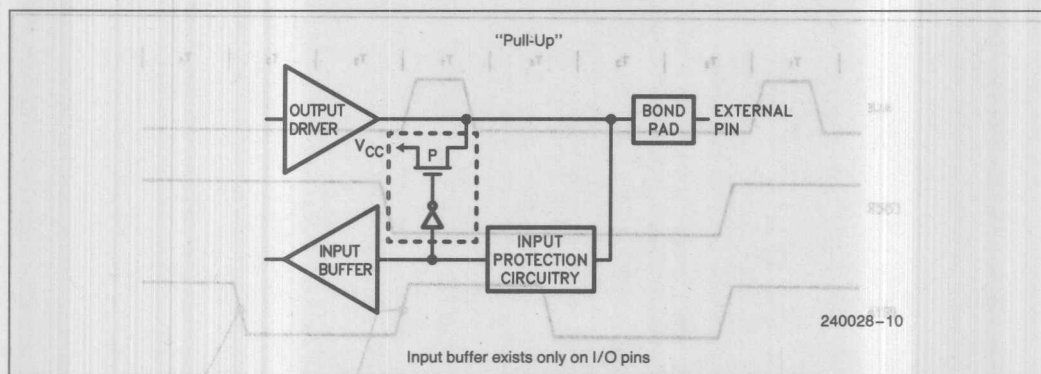 "Pull-Up"
OUTPUT
DRIVER
BOND
PAD
EXTERNAL
PIN
VCC
P
INPUT
BUFFER
INPUT
PROTECTION
CIRCUITRY
240028-10
Input buffer exists only on I/O pins